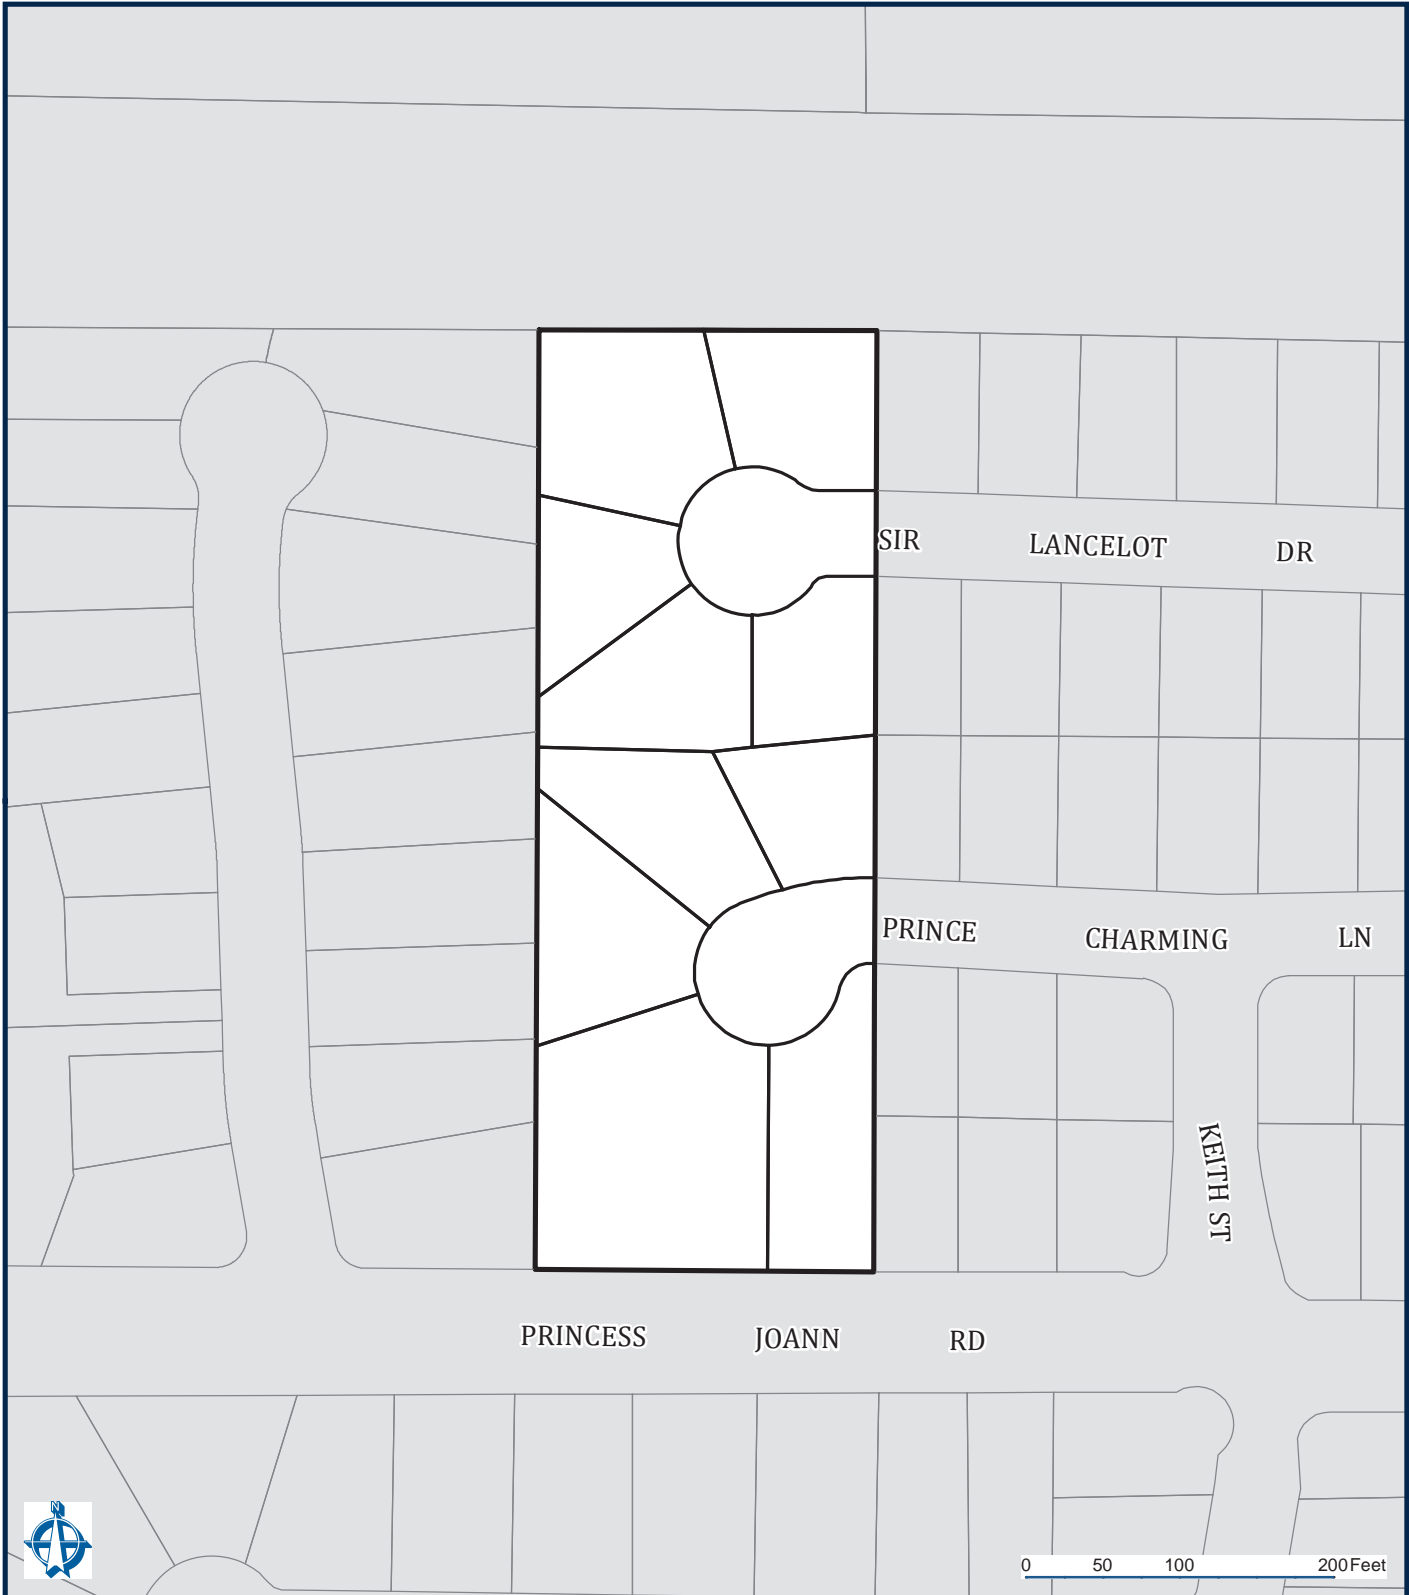 SIR LANCELOT DR
PRINCE CHARMING LN
KEITH ST
PRINCESS JOANN RD
N
0 50 100 200 Feet